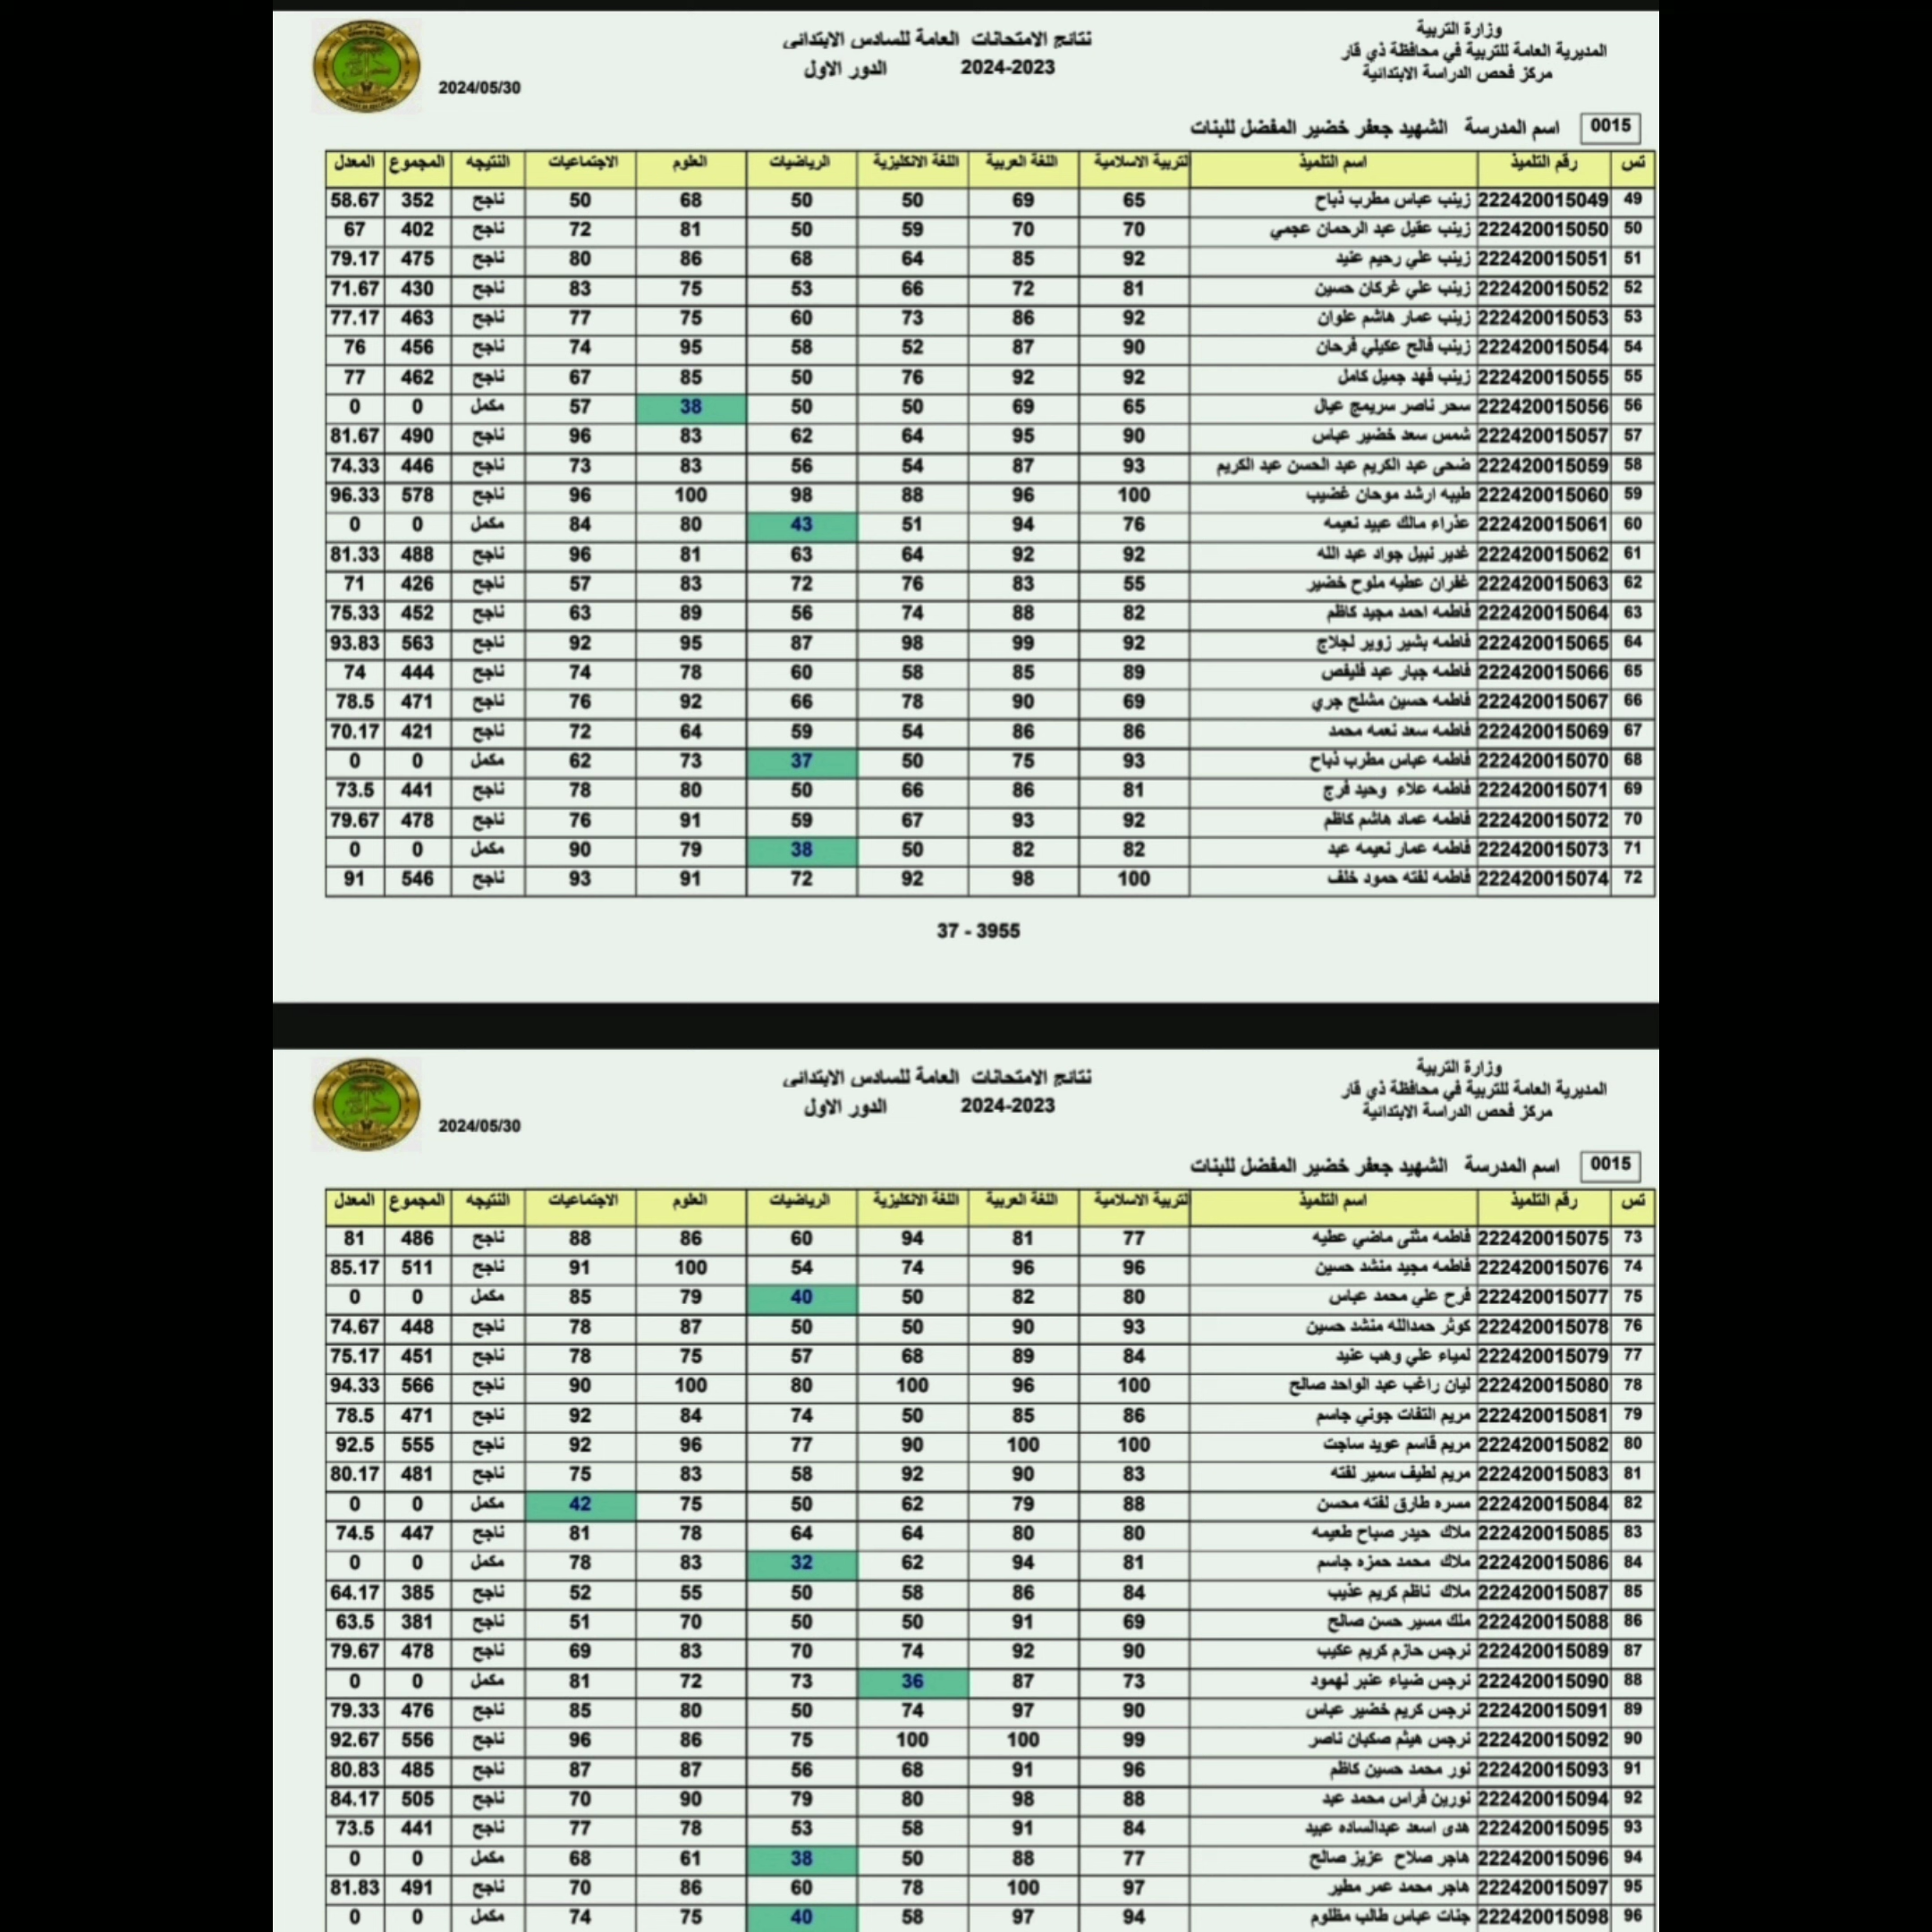 وزارة التربية
المديرية العامة للتربية في محافظة ذي قار
مركز فحص الدراسة الابتدائية
نتائج الامتحانات العامة للسادس الابتدائي
2024-2023 الدور الاول
2024/05/30
0015 اسم المدرسة الشهيد جعفر خضير المفضل للبنات
تس رقم التلميذ اسم التلميذ التربية الاسلامية اللغة العربية اللغة الانكليزية الرياضيات العلوم الاجتماعيات النتيجه المجموع المعدل
49 222420015049 زينب عباس مطرب ذباح 65 69 50 50 68 50 ناجح 352 58.67
50 222420015050 زينب عقيل عبد الرحمان عجمي 70 70 59 50 81 72 ناجح 402 67
51 222420015051 زينب علي رحيم عنيد 92 85 64 68 86 80 ناجح 475 79.17
52 222420015052 زينب علي غركان حسين 81 72 66 53 75 83 ناجح 430 71.67
53 222420015053 زينب عمار هاشم علوان 92 86 73 60 75 77 ناجح 463 77.17
54 222420015054 زينب فالح عكيلي فرحان 90 87 52 58 95 74 ناجح 456 76
55 222420015055 زينب فهد جميل كامل 92 92 76 50 85 67 ناجح 462 77
56 222420015056 سحر ناصر سريمج عيال 65 69 50 50 38 57 مكمل 0 0
57 222420015057 شمس سعد خضير عباس 90 95 64 62 83 96 ناجح 490 81.67
58 222420015059 ضحى عبد الكريم عبد الحسن عبد الكريم 93 87 54 56 83 73 ناجح 446 74.33
59 222420015060 طيبه ارشد موحان غضيب 100 96 88 98 100 96 ناجح 578 96.33
60 222420015061 عذراء مالك عبيد نعيمه 76 94 51 43 80 84 مكمل 0 0
61 222420015062 غدير نبيل جواد عبد الله 92 92 64 63 81 96 ناجح 488 81.33
62 222420015063 غفران عطيه ملوح خضير 55 83 76 72 83 57 ناجح 426 71
63 222420015064 فاطمه احمد مجيد كاظم 82 88 74 56 89 63 ناجح 452 75.33
64 222420015065 فاطمه بشير زوير لجلاج 92 99 98 87 95 92 ناجح 563 93.83
65 222420015066 فاطمه جبار عبد فليفص 89 85 58 60 78 74 ناجح 444 74
66 222420015067 فاطمه حسين مشلح جري 69 90 78 66 92 76 ناجح 471 78.5
67 222420015069 فاطمه سعد نعمه محمد 86 86 54 59 64 72 ناجح 421 70.17
68 222420015070 فاطمه عباس مطرب ذباح 93 75 50 37 73 62 مكمل 0 0
69 222420015071 فاطمه علاء وحيد فرج 81 86 66 50 80 78 ناجح 441 73.5
70 222420015072 فاطمه عماد هاشم كاظم 92 93 67 59 91 76 ناجح 478 79.67
71 222420015073 فاطمه عمار نعيمه عبد 82 82 50 38 79 90 مكمل 0 0
72 222420015074 فاطمه لفته حمود خلف 100 98 92 72 91 93 ناجح 546 91
37 - 3955
وزارة التربية
المديرية العامة للتربية في محافظة ذي قار
مركز فحص الدراسة الابتدائية
نتائج الامتحانات العامة للسادس الابتدائي
2024-2023 الدور الاول
2024/05/30
0015 اسم المدرسة الشهيد جعفر خضير المفضل للبنات
تس رقم التلميذ اسم التلميذ التربية الاسلامية اللغة العربية اللغة الانكليزية الرياضيات العلوم الاجتماعيات النتيجه المجموع المعدل
73 222420015075 فاطمه مثنى ماضي عطيه 77 81 94 60 86 88 ناجح 486 81
74 222420015076 فاطمه مجيد منشد حسين 96 96 74 54 100 91 ناجح 511 85.17
75 222420015077 فرح علي محمد عباس 80 82 50 40 79 85 مكمل 0 0
76 222420015078 كوثر حمدالله منشد حسين 93 90 50 50 87 78 ناجح 448 74.67
77 222420015079 لمياء علي وهب عنيد 84 89 68 57 75 78 ناجح 451 75.17
78 222420015080 ليان راغب عبد الواحد صالح 100 96 100 80 100 90 ناجح 566 94.33
79 222420015081 مريم التفات جوني جاسم 86 85 50 74 84 92 ناجح 471 78.5
80 222420015082 مريم قاسم عويد ساجت 100 100 90 77 96 92 ناجح 555 92.5
81 222420015083 مريم لطيف سمير لفته 83 90 92 58 83 75 ناجح 481 80.17
82 222420015084 مسره طارق لفته محسن 88 79 62 50 75 42 مكمل 0 0
83 222420015085 ملاك حيدر صباح طعيمه 80 80 64 64 78 81 ناجح 447 74.5
84 222420015086 ملاك محمد حمزه جاسم 81 94 62 32 83 78 مكمل 0 0
85 222420015087 ملاك ناظم كريم عذيب 84 86 58 50 55 52 ناجح 385 64.17
86 222420015088 ملك مسير حسن صالح 69 91 50 50 70 51 ناجح 381 63.5
87 222420015089 نرجس حازم كريم عكيب 90 92 74 70 83 69 ناجح 478 79.67
88 222420015090 نرجس ضياء عنبر لهمود 73 87 36 73 72 81 مكمل 0 0
89 222420015091 نرجس كريم خضير عباس 90 97 74 50 80 85 ناجح 476 79.33
90 222420015092 نرجس هيثم صكبان ناصر 99 100 100 75 86 96 ناجح 556 92.67
91 222420015093 نور محمد حسين كاظم 96 91 68 56 87 87 ناجح 485 80.83
92 222420015094 نورين فراس محمد عبد 88 98 80 79 90 70 ناجح 505 84.17
93 222420015095 هدى اسعد عبدالساده عبيد 84 91 58 53 78 77 ناجح 441 73.5
94 222420015096 هاجر صلاح عزيز صالح 77 88 50 38 61 68 مكمل 0 0
95 222420015097 هاجر محمد عمر مطير 97 100 78 60 86 70 ناجح 491 81.83
96 222420015098 جنات عباس طالب مظلوم 94 97 58 40 75 74 مكمل 0 0